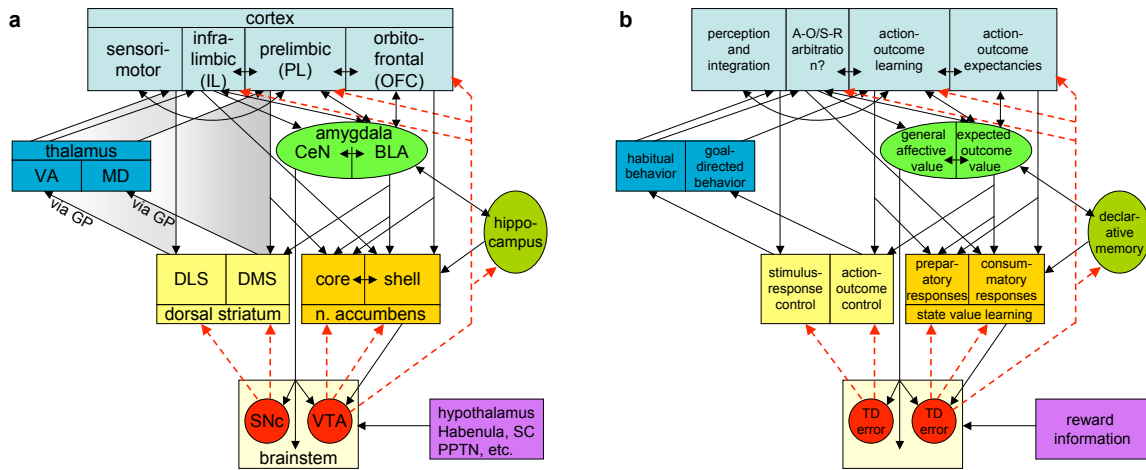 a
cortex
sensori-
motor
infra-
limbic
(IL)
prelimbic
(PL)
orbito-
frontal
(OFC)
amygdala
CeN
BLA
thalamus
VA
MD
via GP
via GP
hippo-
campus
DLS
DMS
dorsal striatum
core
shell
n. accumbens
SNc
VTA
brainstem
hypothalamus
Habenula, SC
PPTN, etc.
b
perception
and
integration
A-O/S-R
arbitratio
n?
action-
outcome
learning
action-
outcome
expectancies
general
affective
value
expected
outcome
value
habitual
behavior
goal-
directed
behavior
declar-
ative
memory
stimulus-
response
control
action-
outcome
control
prepar-
atory
responses
consum-
matory
responses
state value learning
TD
error
TD
error
reward
information